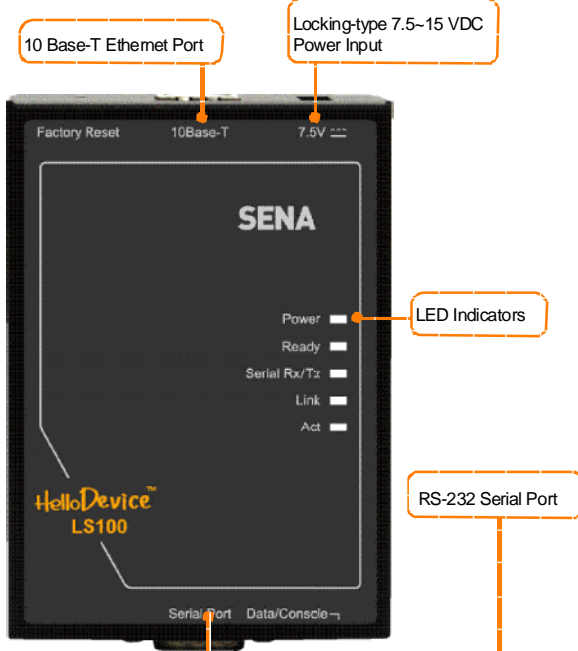 10 Base-T Ethernet Port
Locking-type 7.5~15 VDC
Power Input
Factory Reset
10Base-T
7.5V
SENA
Power
LED Indicators
Ready
Serial Rx/Tx
Link
Act
HelloDevice™
LS100
RS-232 Serial Port
Serial Port
Data/Console